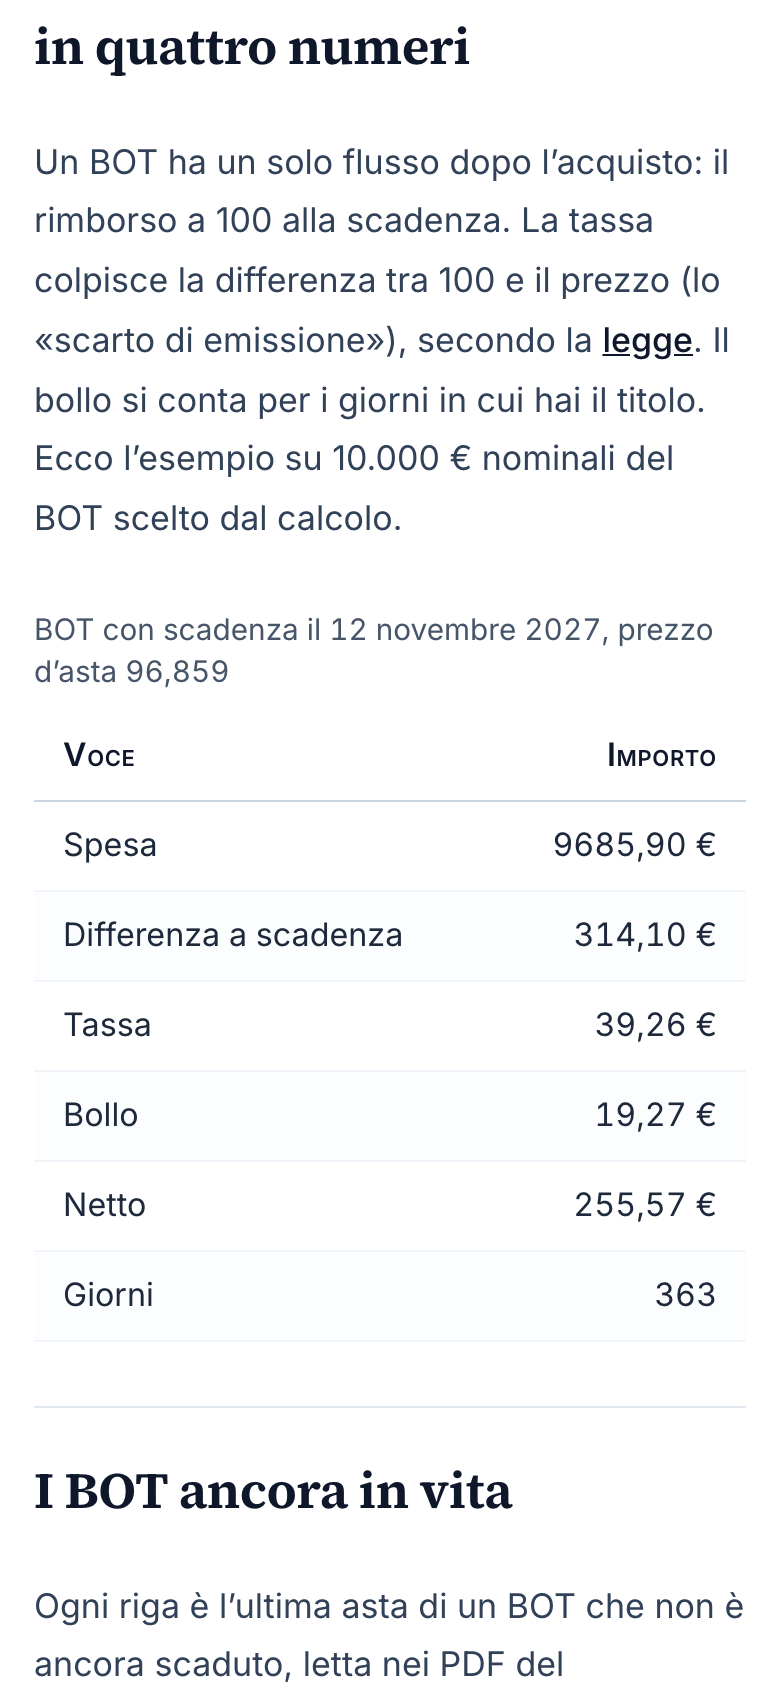 in quattro numeri
Un BOT ha un solo flusso dopo l’acquisto: il
rimborso a 100 alla scadenza. La tassa
colpisce la differenza tra 100 e il prezzo (lo
«scarto di emissione»), secondo la legge. Il
bollo si conta per i giorni in cui hai il titolo.
Ecco l’esempio su 10.000 € nominali del
BOT scelto dal calcolo.
BOT con scadenza il 12 novembre 2027, prezzo
d’asta 96,859
Voce Importo
Spesa 9685,90 €
Differenza a scadenza 314,10 €
Tassa 39,26 €
Bollo 19,27 €
Netto 255,57 €
Giorni 363
I BOT ancora in vita
Ogni riga è l’ultima asta di un BOT che non è
ancora scaduto, letta nei PDF del